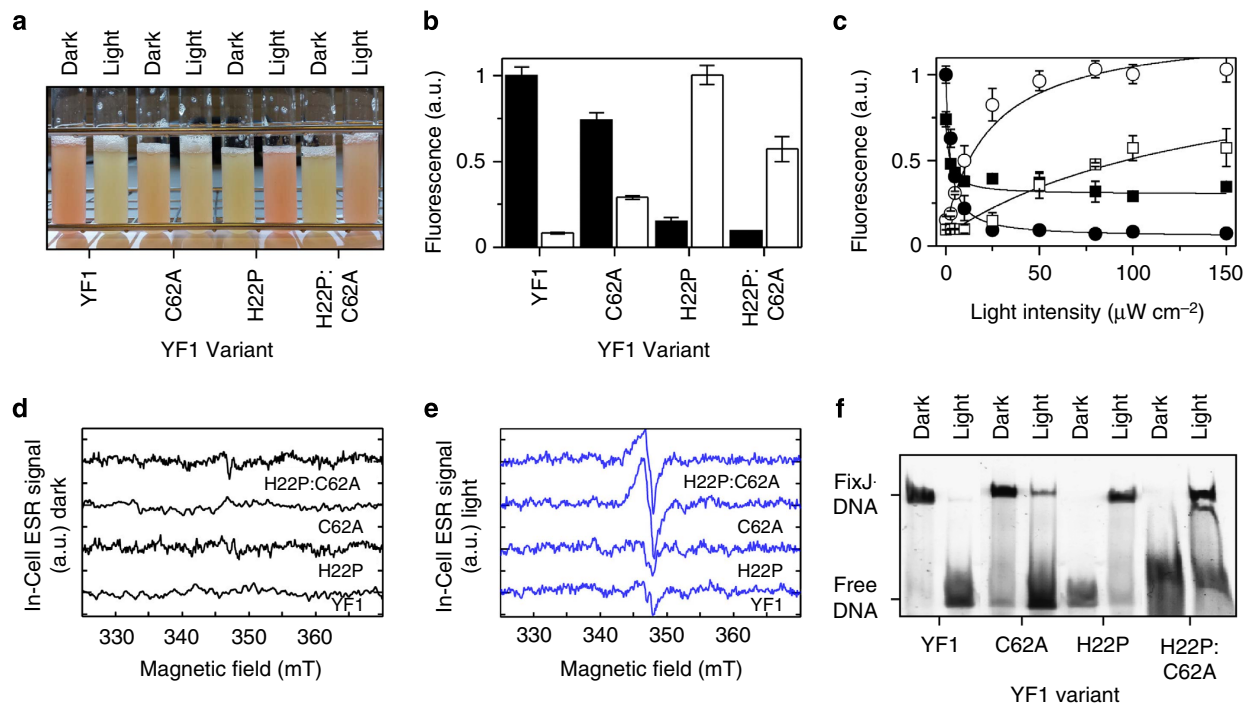 a
Dark
Light
Dark
Light
Dark
Light
Dark
Light
YF1
C62A
H22P
H22P:
C62A
YF1 Variant
b
Fluorescence (a.u.)
1
0.5
0
YF1
C62A
H22P
H22P:
C62A
YF1 Variant
c
Fluorescence (a.u.)
1
0.5
0
0
50
100
150
Light intensity (μW cm–2)
d
In-Cell ESR signal
(a.u.) dark
H22P:C62A
C62A
H22P
YF1
330
340
350
360
Magnetic field (mT)
e
In-Cell ESR signal
(a.u.) light
H22P:C62A
C62A
H22P
YF1
330
340
350
360
Magnetic field (mT)
f
Dark
Light
Dark
Light
Dark
Light
Dark
Light
FixJ·
DNA
Free
DNA
YF1
C62A
H22P
H22P:
C62A
YF1 variant